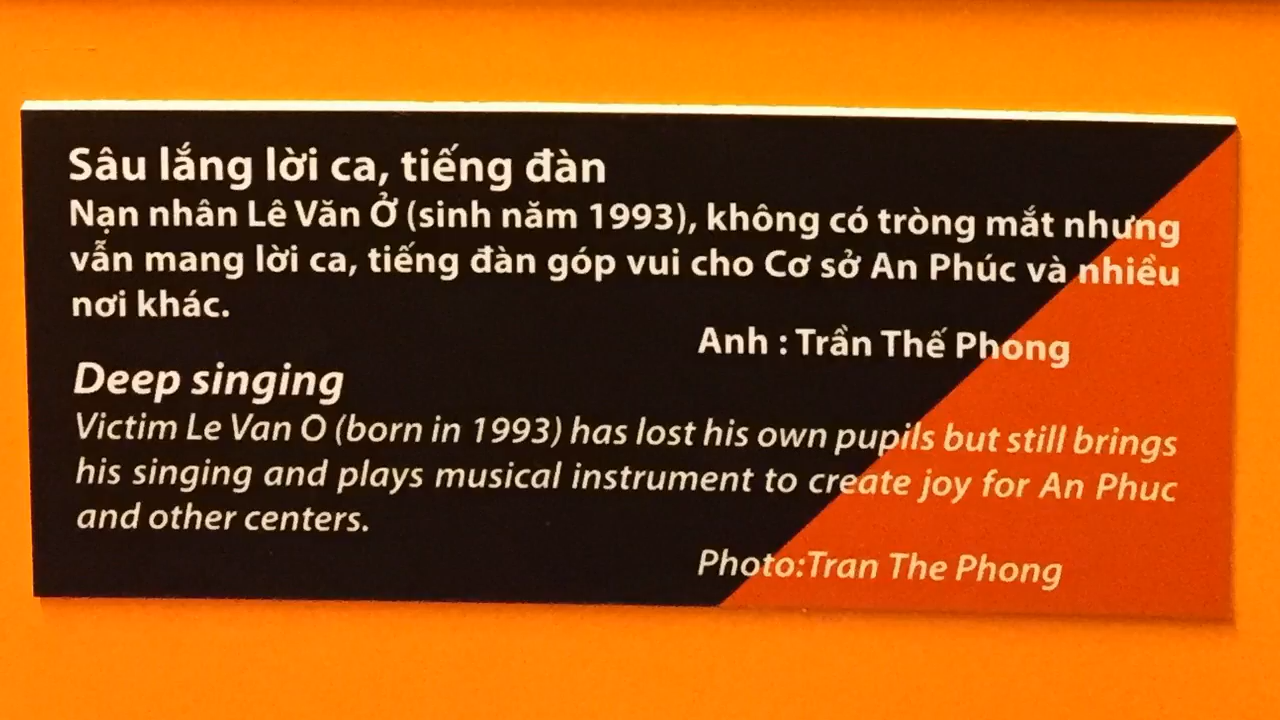 Sâu lắng lời ca, tiếng đàn
Nạn nhân Lê Văn Ở (sinh năm 1993), không có tròng mắt nhưng
vẫn mang lời ca, tiếng đàn góp vui cho Cơ sở An Phúc và nhiều
nơi khác.
Anh : Trần Thế Phong
Deep singing
Victim Le Van O (born in 1993) has lost his own pupils but still brings
his singing and plays musical instrument to create joy for An Phuc
and other centers.
Photo:Tran The Phong